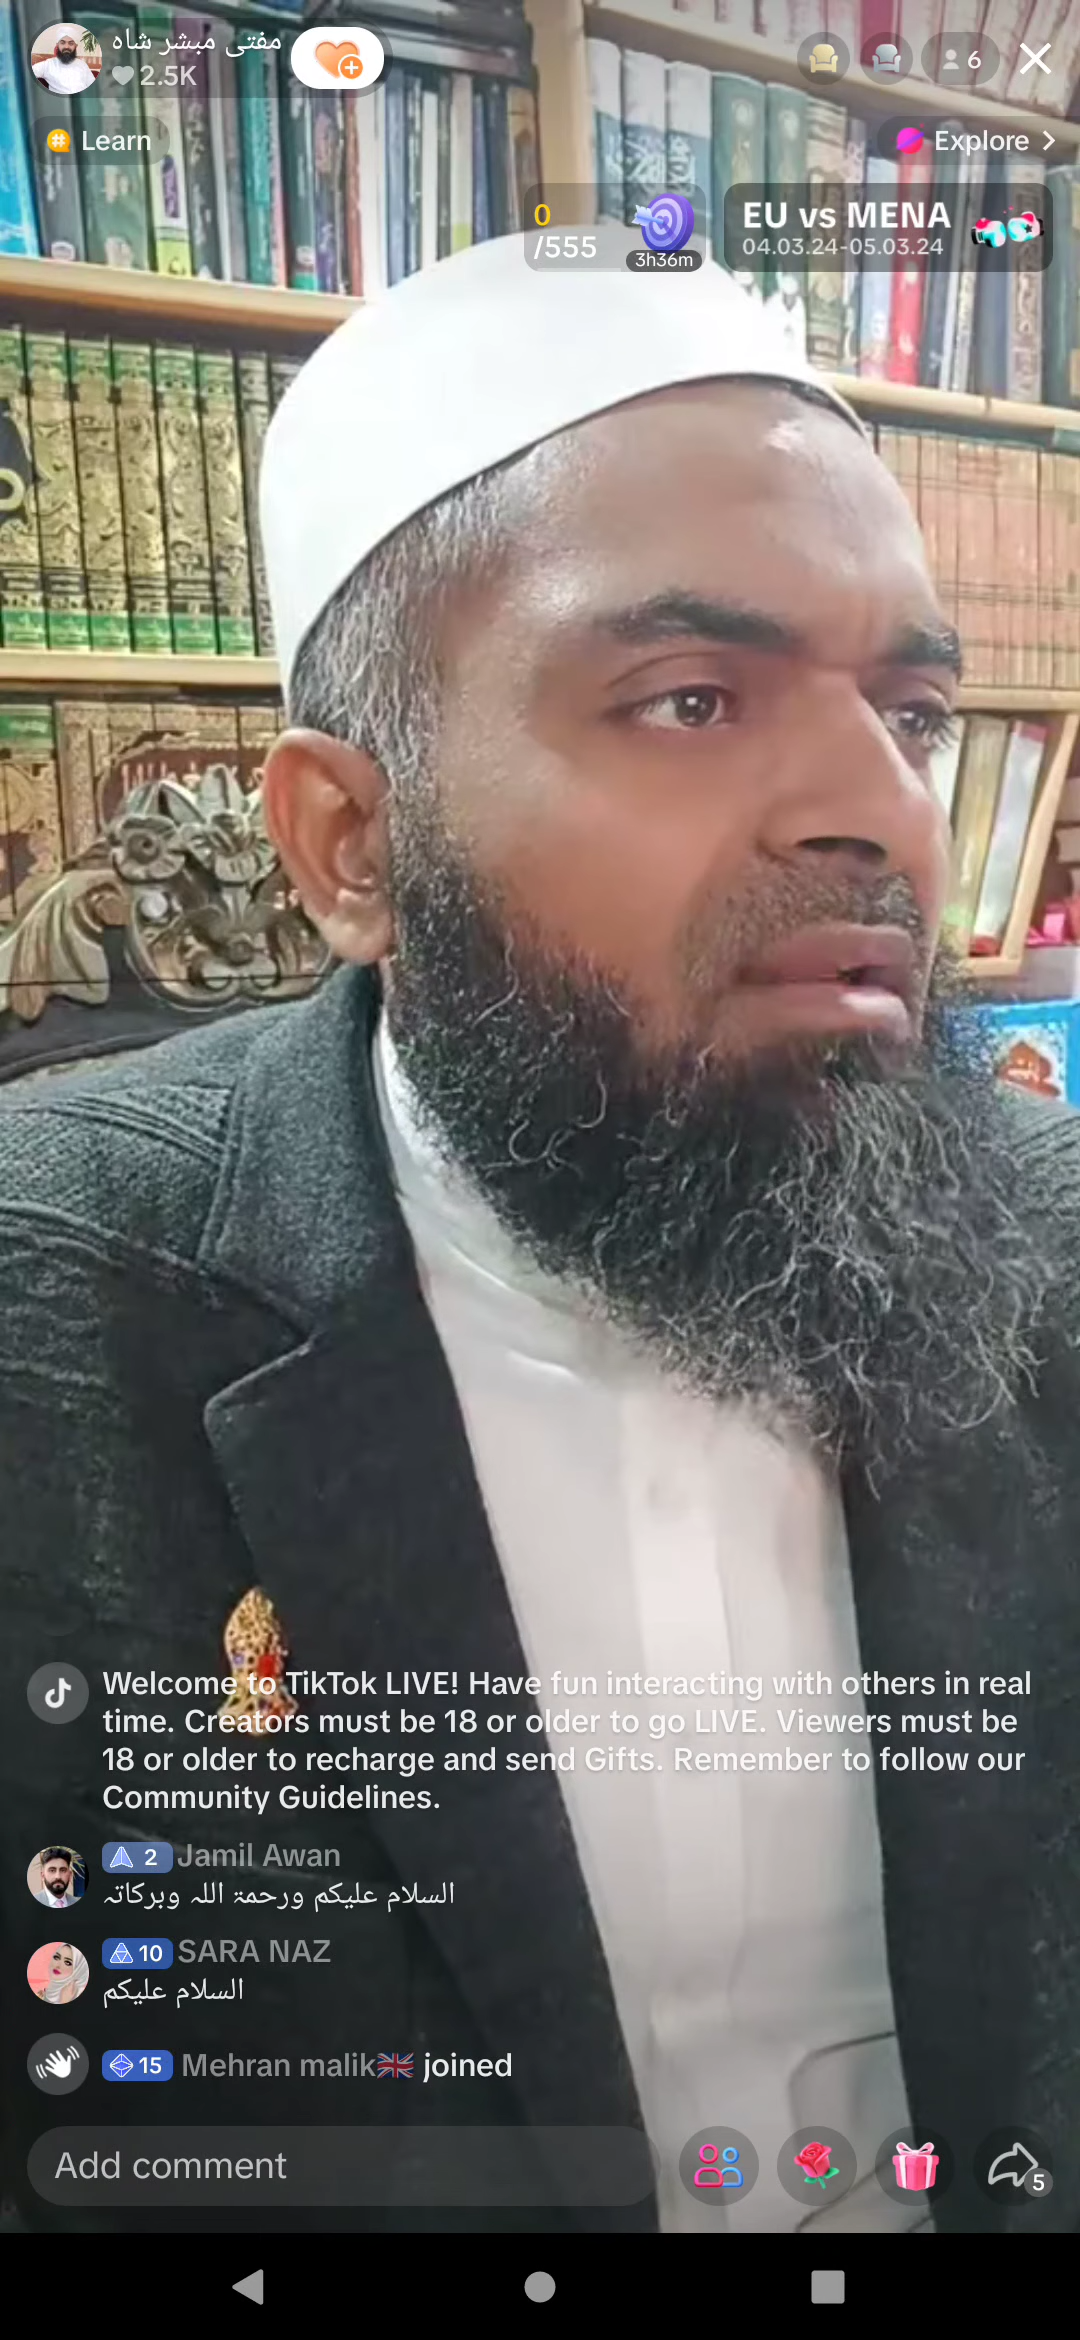 مفتی مبشر شاہ
2.5K
6
Learn
Explore
0
/555
3h36m
EU vs MENA
04.03.24-05.03.24
Welcome to TikTok LIVE! Have fun interacting with others in real
time. Creators must be 18 or older to go LIVE. Viewers must be
18 or older to recharge and send Gifts. Remember to follow our
Community Guidelines.
2 Jamil Awan
السلام علیکم ورحمۃ اللہ وبرکاتہ
10 SARA NAZ
السلام علیکم
15 Mehran malik🇬🇧 joined
Add comment
5